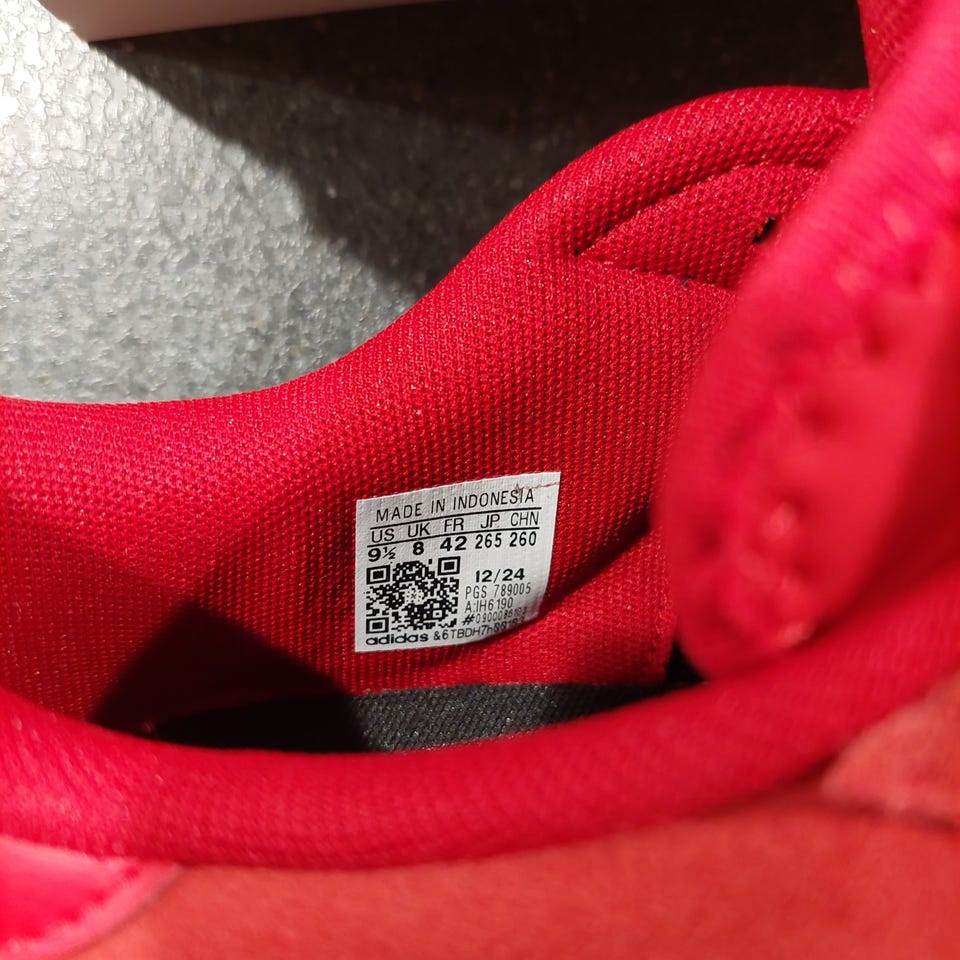 MADE IN INDONESIA
US UK FR JP CHN
9½ 8 42 265 260
12/24
PGS 789005
A:IH6190
adidas